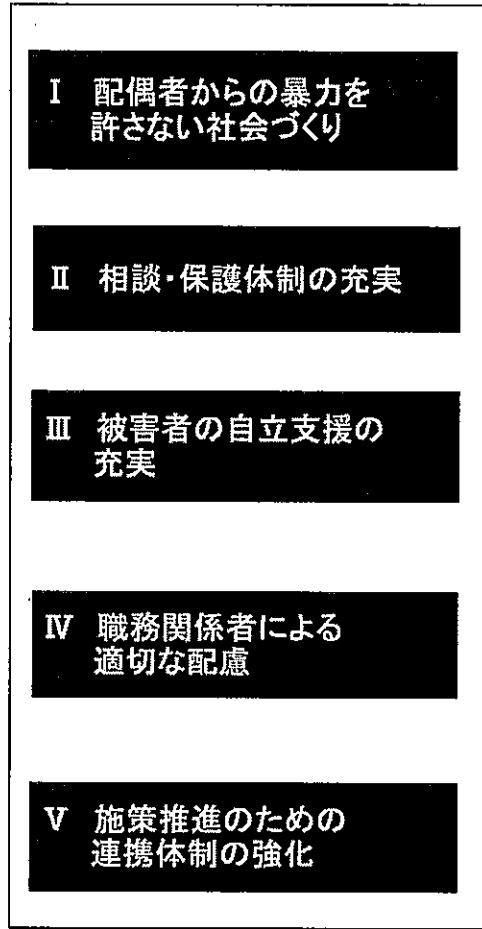 Ⅰ 配偶者からの暴力を
許さない社会づくり
Ⅱ 相談・保護体制の充実
Ⅲ 被害者の自立支援の
充実
Ⅳ 職務関係者による
適切な配慮
Ⅴ 施策推進のための
連携体制の強化